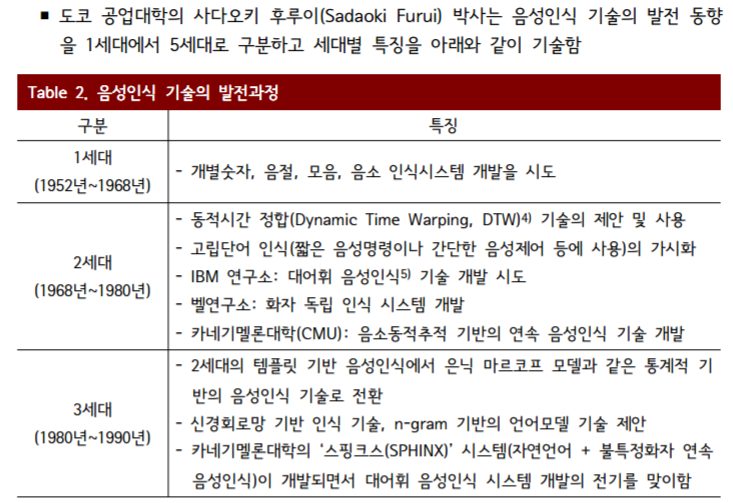 ▪ 도쿄 공업대학의 사다오키 후루이(Sadaoki Furui) 박사는 음성인식 기술의 발전 동향
을 1세대에서 5세대로 구분하고 세대별 특징을 아래와 같이 기술함
Table 2. 음성인식 기술의 발전과정
구분 특징
1세대
(1952년~1968년)
- 개별숫자, 음절, 모음, 음소 인식시스템 개발을 시도
2세대
(1968년~1980년)
- 동적시간 정합(Dynamic Time Warping, DTW)4) 기술의 제안 및 사용
- 고립단어 인식(짧은 음성명령이나 간단한 음성제어 등에 사용)의 가시화
- IBM 연구소: 대어휘 음성인식5) 기술 개발 시도
- 벨연구소: 화자 독립 인식 시스템 개발
- 카네기멜론대학(CMU): 음소동적추적 기반의 연속 음성인식 기술 개발
3세대
(1980년~1990년)
- 2세대의 템플릿 기반 음성인식에서 은닉 마르코프 모델과 같은 통계적 기
반의 음성인식 기술로 전환
- 신경회로망 기반 인식 기술, n-gram 기반의 언어모델 기술 제안
- 카네기멜론대학의 ‘스핑크스(SPHINX)’ 시스템(자연언어 + 불특정화자 연속
음성인식)이 개발되면서 대어휘 음성인식 시스템 개발의 전기를 맞이함